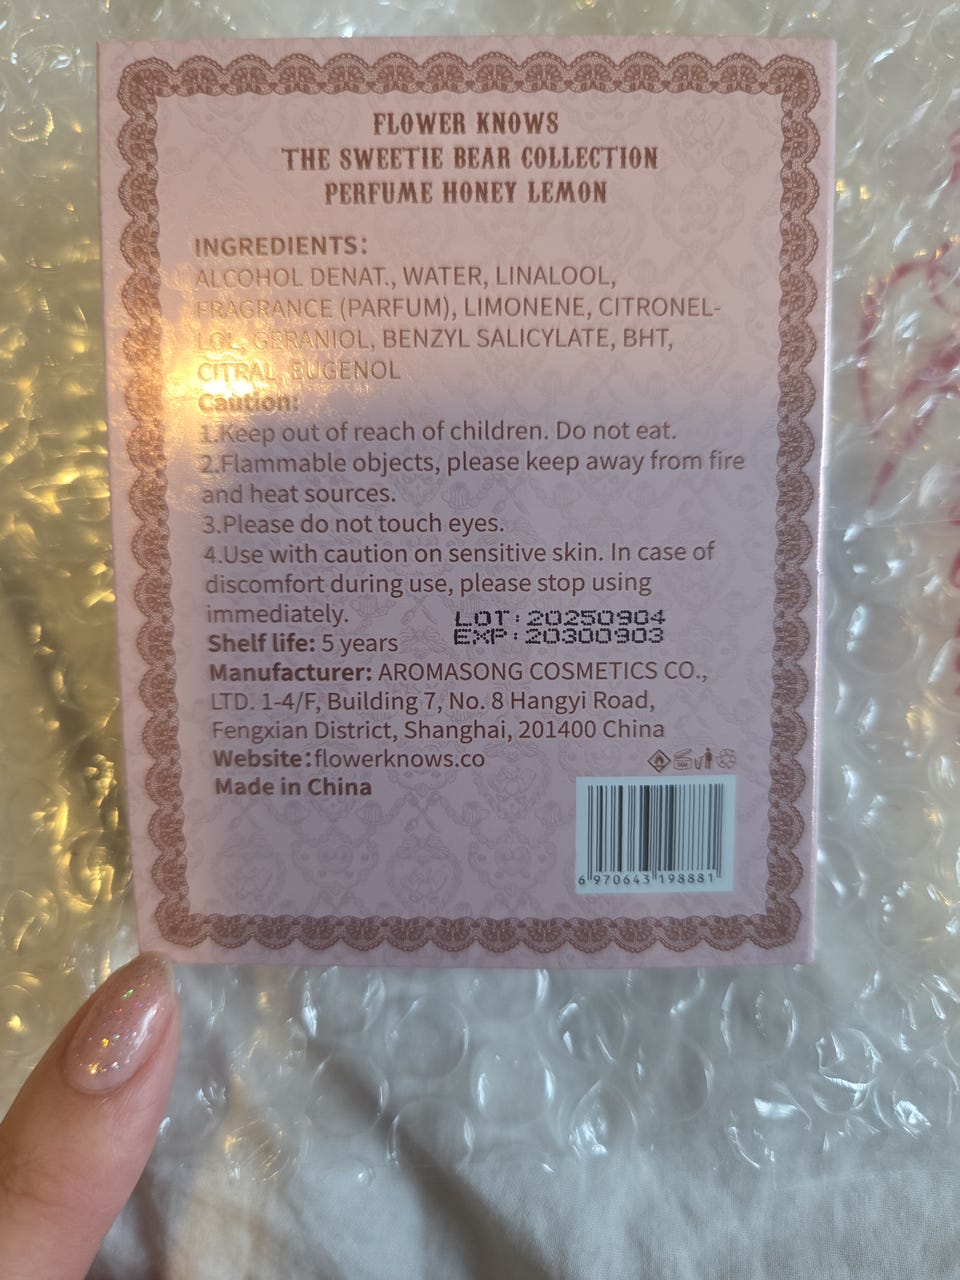 FLOWER KNOWS
THE SWEETIE BEAR COLLECTION
PERFUME HONEY LEMON
INGREDIENTS:
ALCOHOL DENAT., WATER, LINALOOL,
FRAGRANCE (PARFUM), LIMONENE, CITRONEL-
LOL, GERANIOL, BENZYL SALICYLATE, BHT,
CITRAL, EUGENOL
Caution:
1.Keep out of reach of children. Do not eat.
2.Flammable objects, please keep away from fire
and heat sources.
3.Please do not touch eyes.
4.Use with caution on sensitive skin. In case of
discomfort during use, please stop using
immediately.
LOT:20250904
EXP:20300903
Shelf life: 5 years
Manufacturer: AROMASONG COSMETICS CO.,
LTD. 1-4/F, Building 7, No. 8 Hangyi Road,
Fengxian District, Shanghai, 201400 China
Website:flowerknows.co
Made in China
6 970643 198881